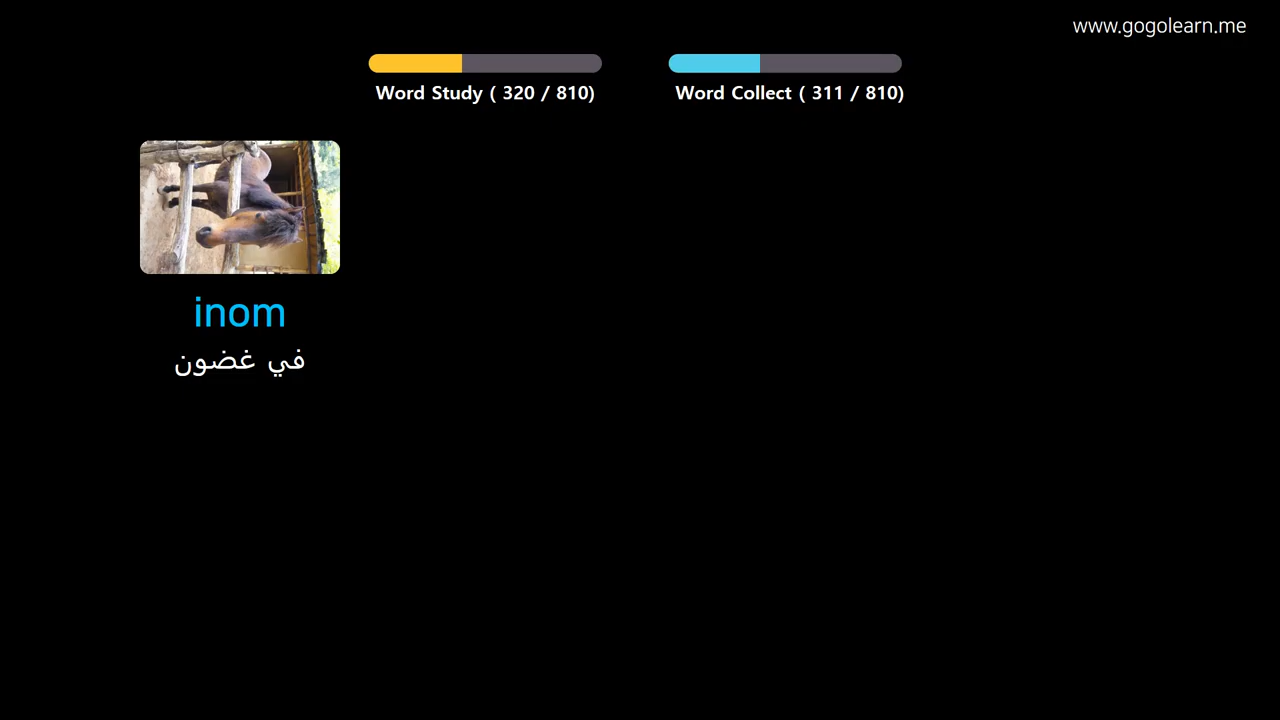 www.gogolearn.me
Word Study ( 320 / 810)
Word Collect ( 311 / 810)
inom
في غضون